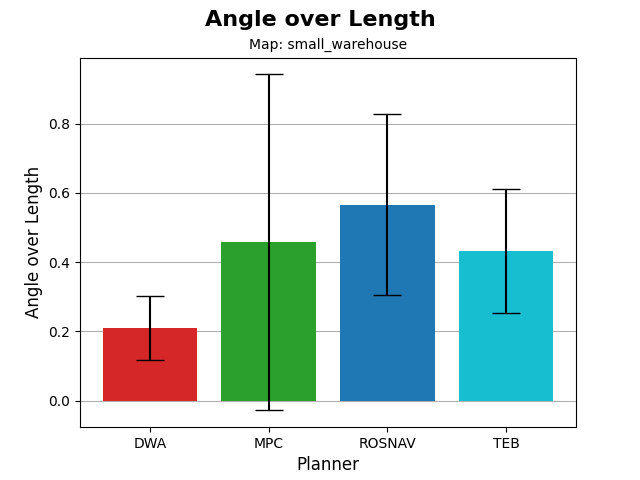 Angle over Length
Map: small_warehouse
Angle over Length
0.8
0.6
0.4
0.2
0.0
DWA MPC ROSNAV TEB
Planner